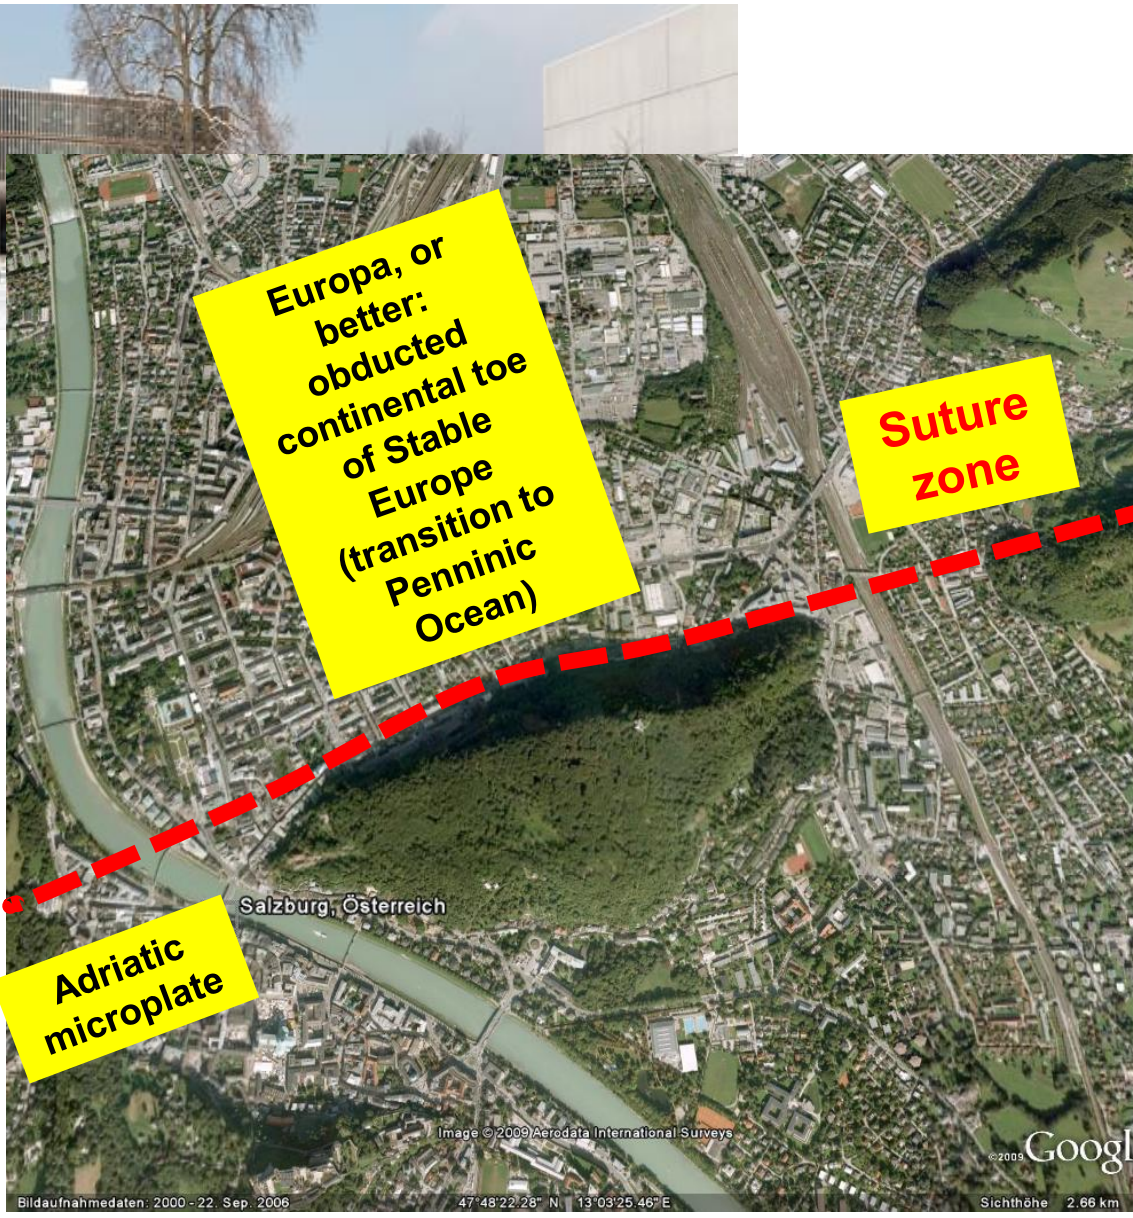 Europa, or
better:
obducted
continental toe
of Stable
Europe
(transition to
Penninic
Ocean)
Suture
zone
Salzburg, Österreich
Adriatic
microplate
Image © 2009 Aerodata International Surveys
©2009 Googl
Bildaufnahmedaten: 2000 - 22. Sep. 2006
47°48'22.28" N
13°03'25.46" E
Sichthöhe 2.66 km